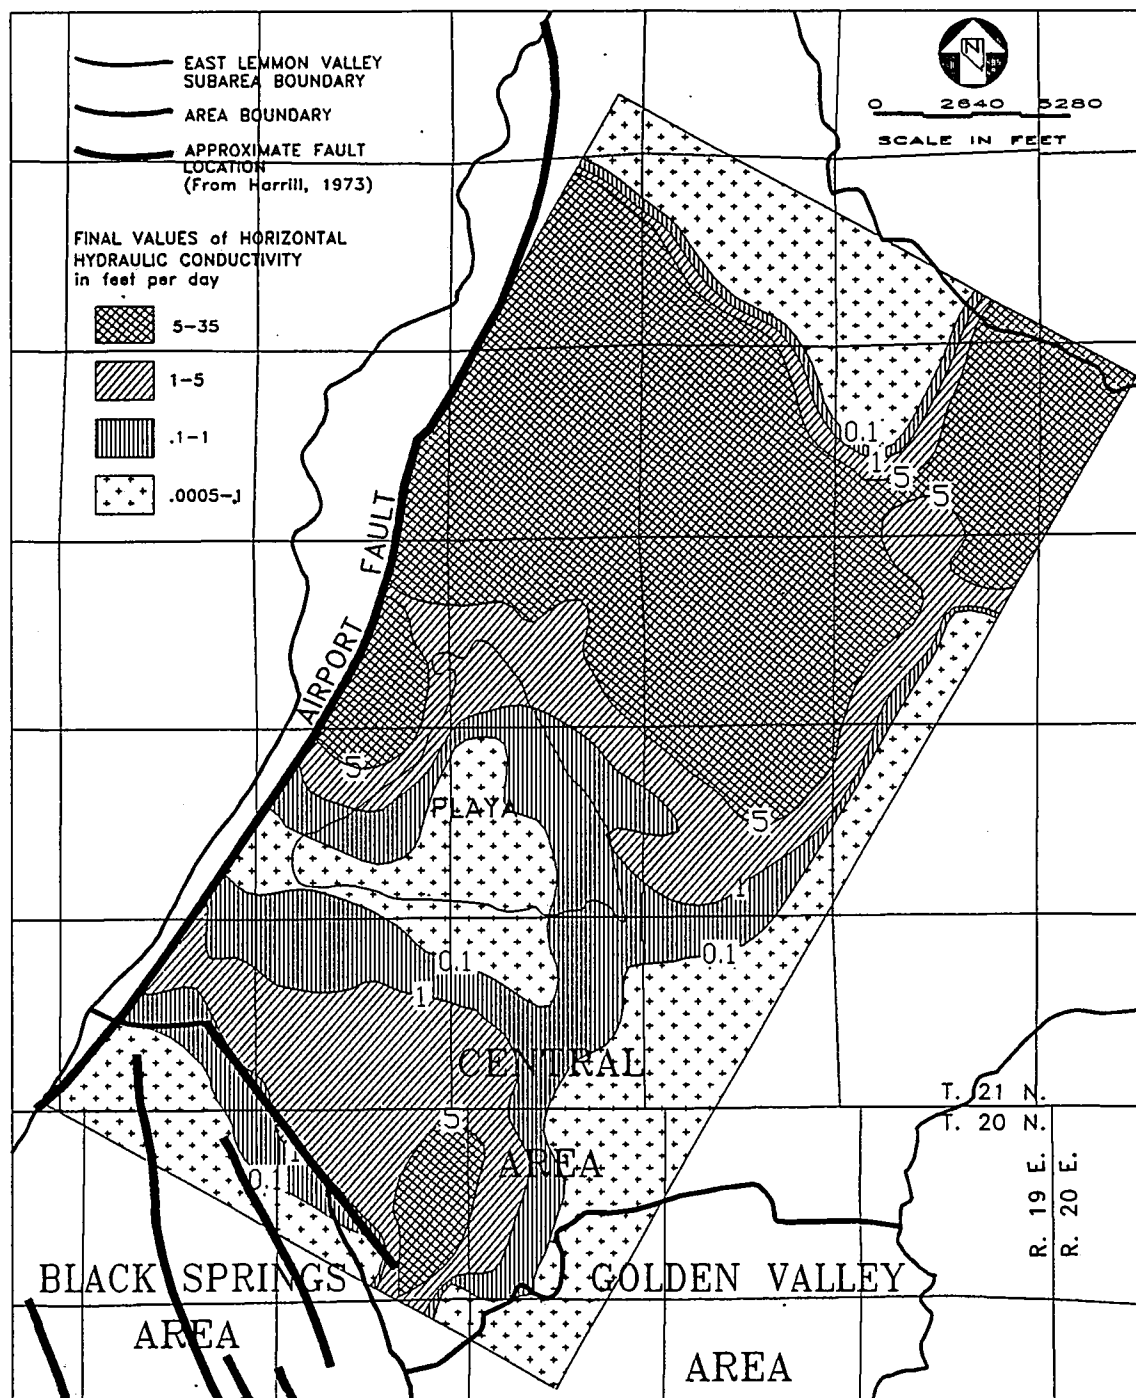 EAST LEMMON VALLEY
SUBAREA BOUNDARY
AREA BOUNDARY
APPROXIMATE FAULT
LOCATION
(From Harrill, 1973)
FINAL VALUES of HORIZONTAL
HYDRAULIC CONDUCTIVITY
in feet per day
5-35
1-5
.1-1
.0005-.1
N
0 2640 5280
SCALE IN FEET
0.1
1
5
5
AIRPORT FAULT
5
PLAYA
5
1
0.1
0.1
1
CENTRAL
AREA
5
1
0.1
T. 21 N.
T. 20 N.
R. 19 E.
R. 20 E.
BLACK SPRINGS
AREA
GOLDEN VALLEY
AREA